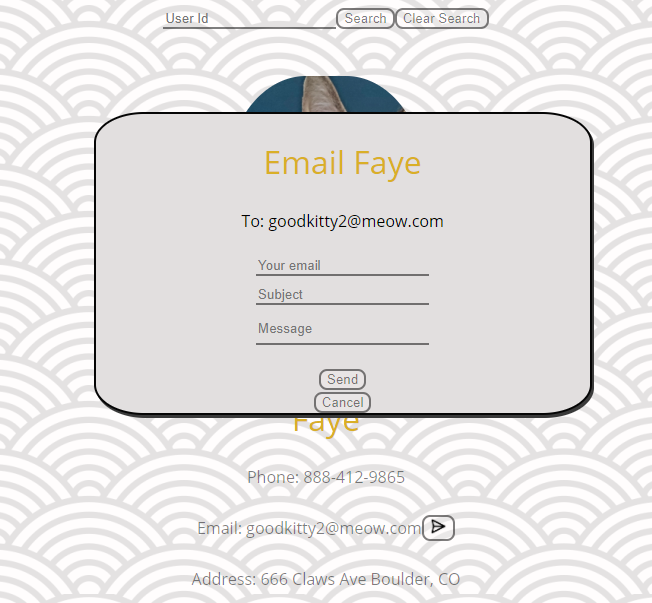 User Id Search Clear Search
Email Faye
To: goodkitty2@meow.com
Your email
Subject
Message
Send
Cancel
Faye
Phone: 888-412-9865
Email: goodkitty2@meow.com
Address: 666 Claws Ave Boulder, CO